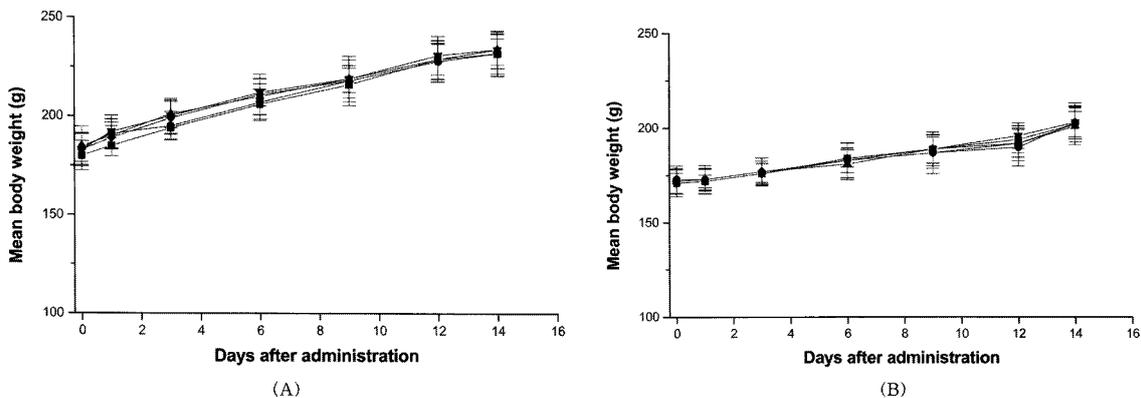 250
200
150
100
Mean body weight (g)
0 2 4 6 8 10 12 14 16
Days after administration
(A)
250
200
150
100
Mean body weight (g)
0 2 4 6 8 10 12 14 16
Days after administration
(B)